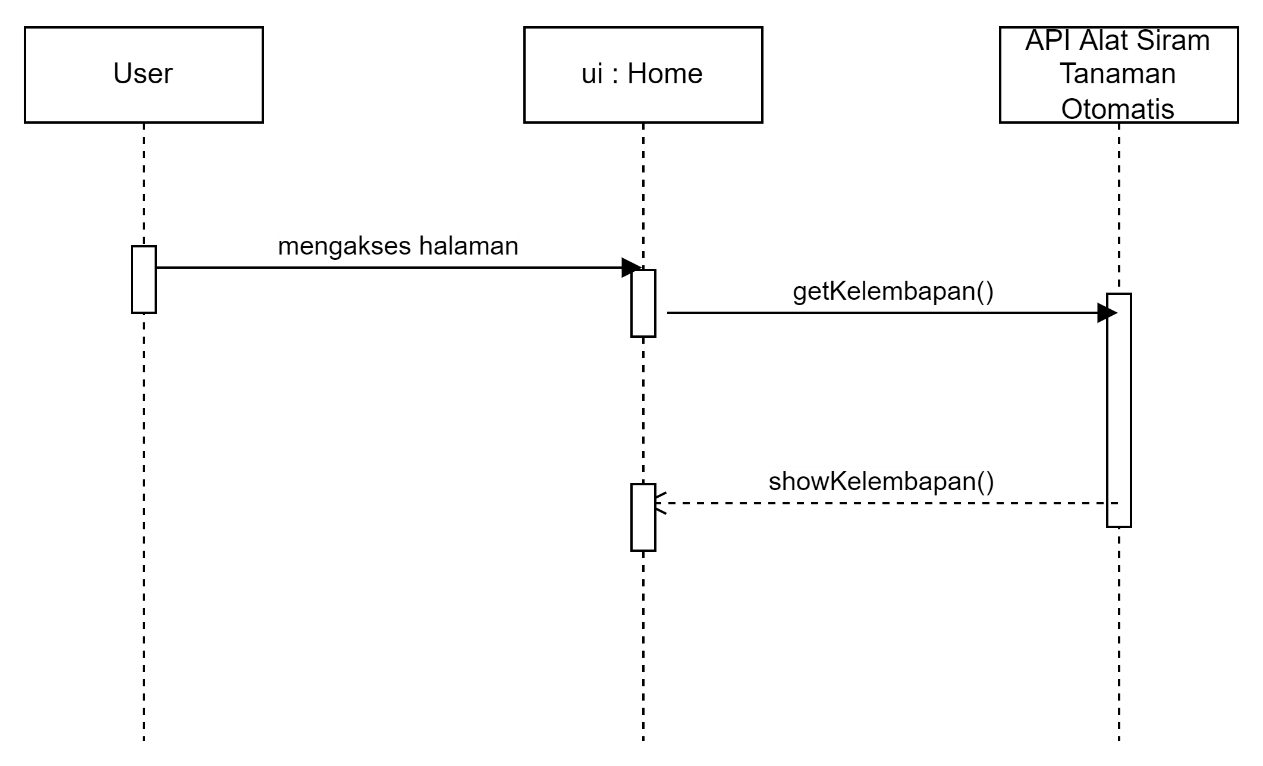 User
ui : Home
API Alat Siram
Tanaman
Otomatis
mengakses halaman
getKelembapan()
showKelembapan()